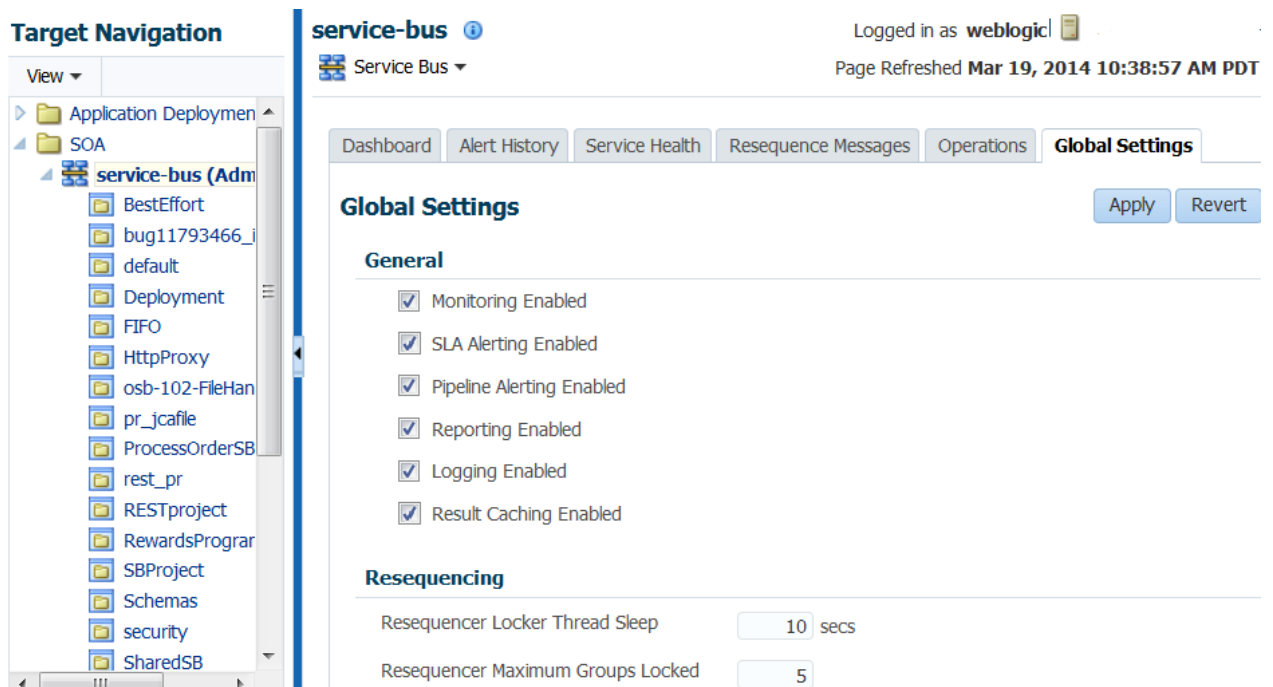 Target Navigation
View
Application Deploymen
SOA
service-bus (Adm
BestEffort
bug11793466_i
default
Deployment
FIFO
HttpProxy
osb-102-FileHan
pr_jcafile
ProcessOrderSB
rest_pr
RESTproject
RewardsPrograr
SBProject
Schemas
security
SharedSB
service-bus
Logged in as weblogic
Service Bus
Page Refreshed Mar 19, 2014 10:38:57 AM PDT
Dashboard Alert History Service Health Resequence Messages Operations Global Settings
Global Settings
Apply Revert
General
Monitoring Enabled
SLA Alerting Enabled
Pipeline Alerting Enabled
Reporting Enabled
Logging Enabled
Result Caching Enabled
Resequencing
Resequencer Locker Thread Sleep 10 secs
Resequencer Maximum Groups Locked 5